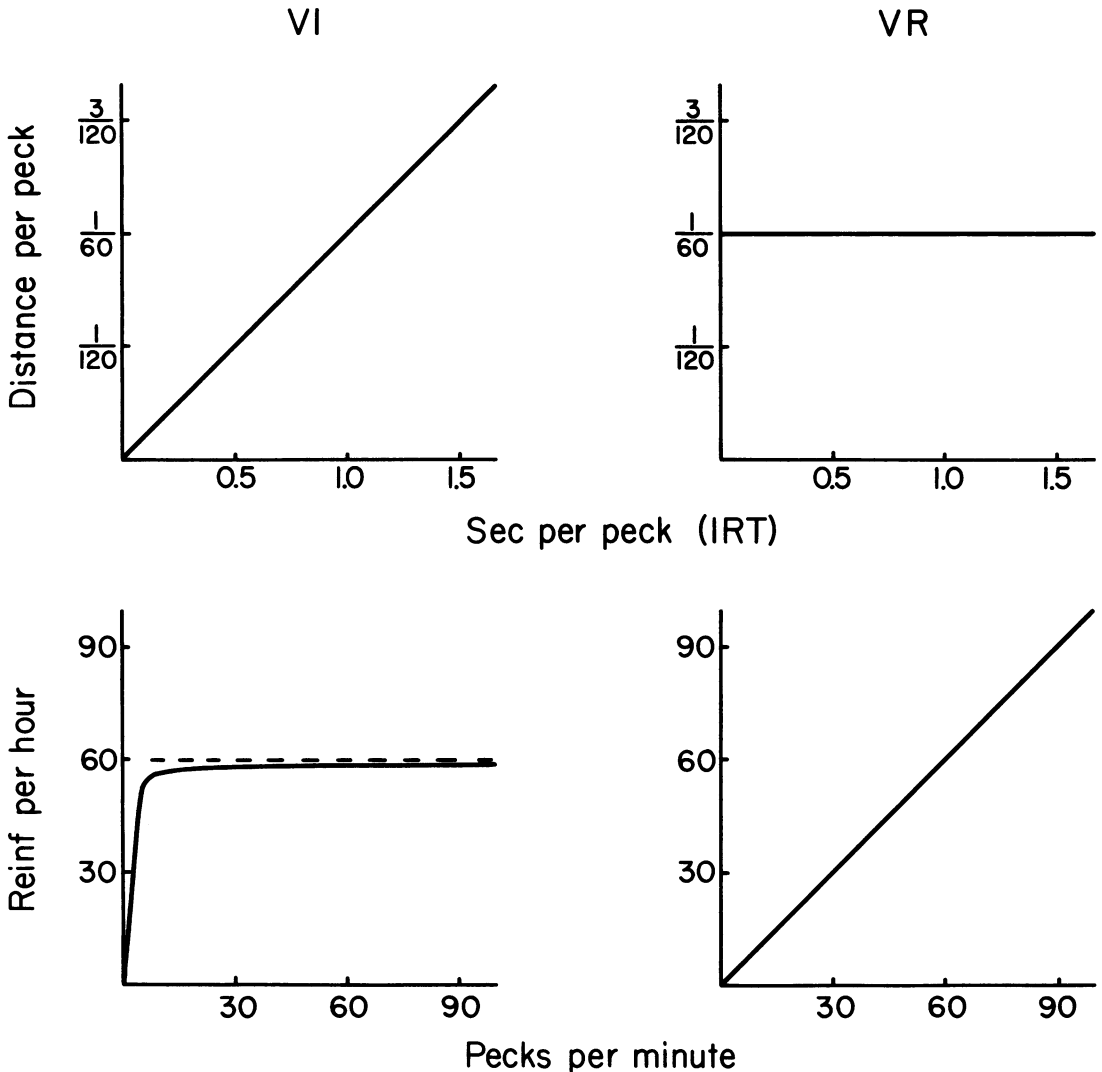 VI
VR
Distance per peck
3/120
1/60
1/120
0.5 1.0 1.5
3/120
1/60
1/120
0.5 1.0 1.5
Sec per peck (IRT)
Reinf per hour
90
60
30
30 60 90
90
60
30
30 60 90
Pecks per minute